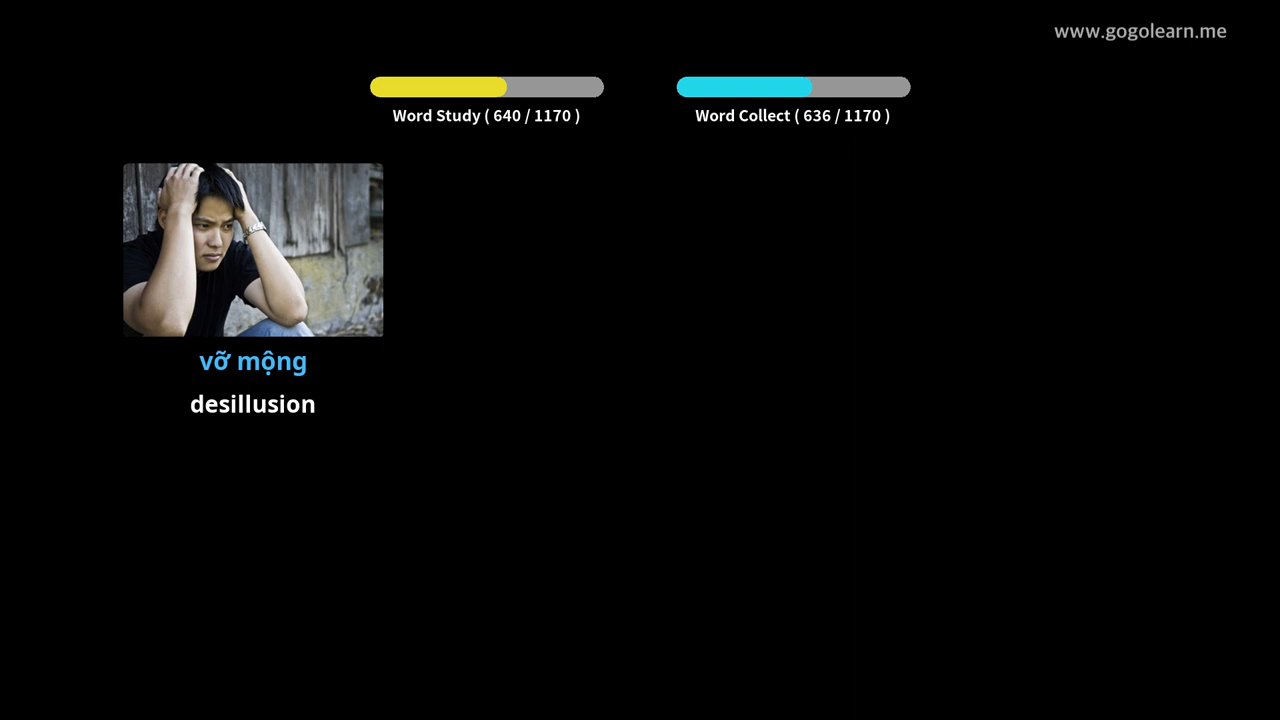 www.gogolearn.me
Word Study ( 640 / 1170 )
Word Collect ( 636 / 1170 )
vỡ mộng
desillusion